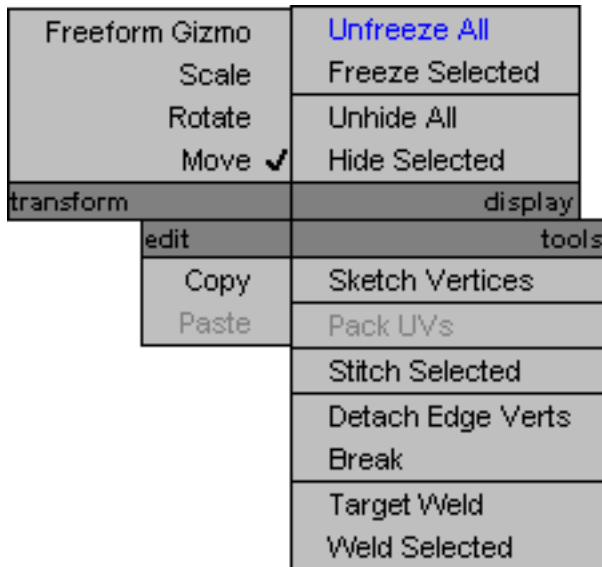 Freeform Gizmo
Scale
Rotate
Move
transform
Unfreeze All
Freeze Selected
Unhide All
Hide Selected
display
edit
Copy
Paste
tools
Sketch Vertices
Pack UVs
Stitch Selected
Detach Edge Verts
Break
Target Weld
Weld Selected